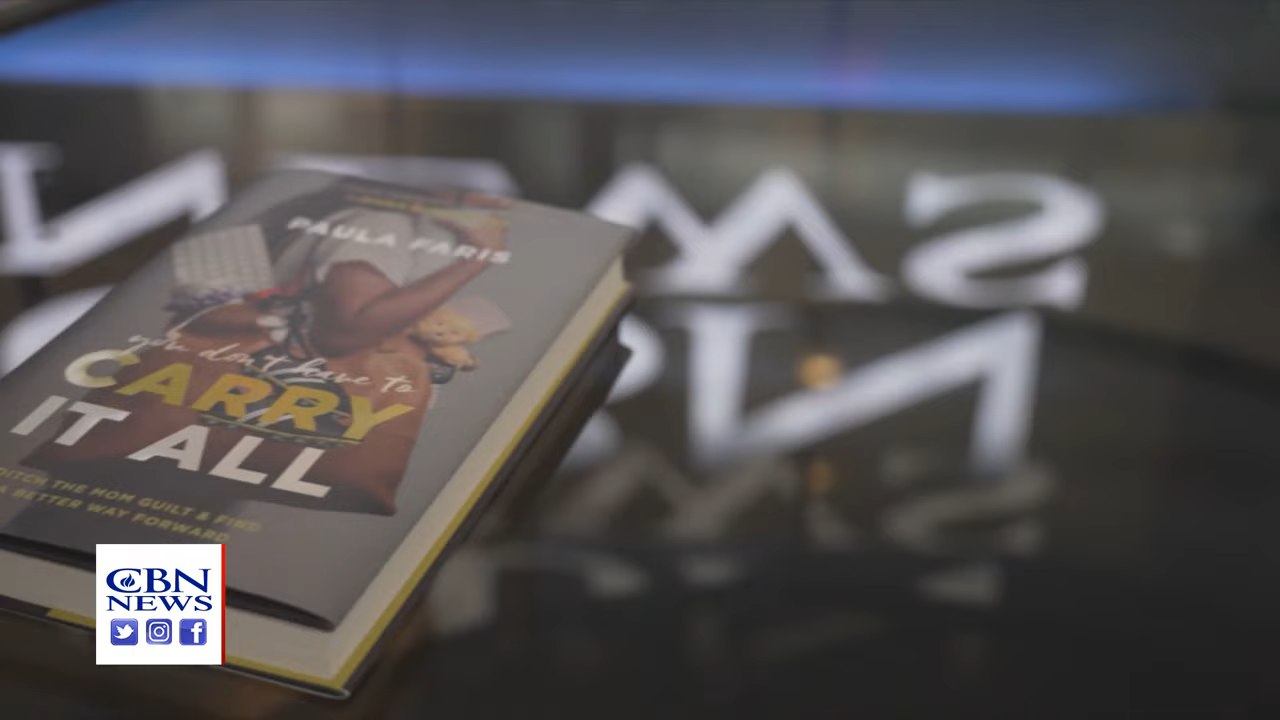 PAULA FARIS
you don't have to
CARRY
IT ALL
DITCH THE MOM GUILT & FIND
A BETTER WAY FORWARD
NEWS
CBN
NEWS